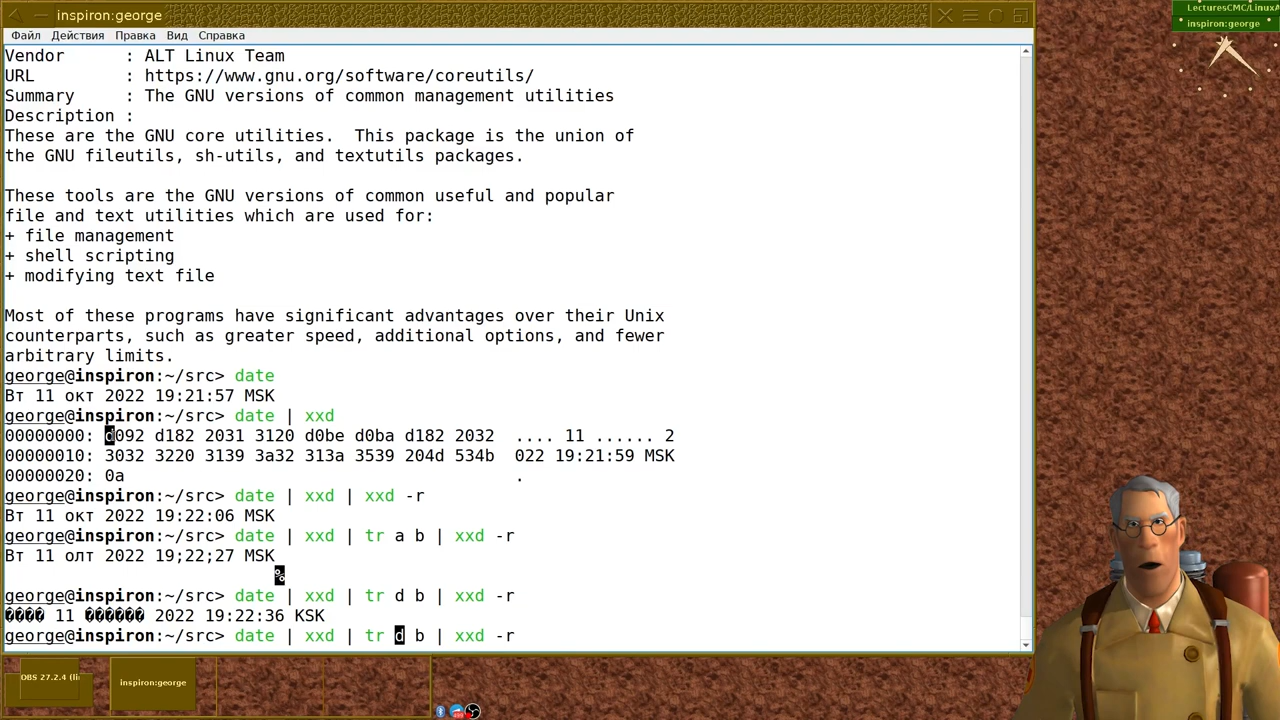 inspiron:george
LecturesCMC/LinuxA
inspiron:george
Файл Действия Правка Вид Справка
Vendor      : ALT Linux Team
URL         : https://www.gnu.org/software/coreutils/
Summary     : The GNU versions of common management utilities
Description :
These are the GNU core utilities.  This package is the union of
the GNU fileutils, sh-utils, and textutils packages.
These tools are the GNU versions of common useful and popular
file and text utilities which are used for:
+ file management
+ shell scripting
+ modifying text file
Most of these programs have significant advantages over their Unix
counterparts, such as greater speed, additional options, and fewer
arbitrary limits.
george@inspiron:~/src> date
Вт 11 окт 2022 19:21:57 MSK
george@inspiron:~/src> date | xxd
00000000: d092 d182 2031 3120 d0be d0ba d182 2032  .... 11 ...... 2
00000010: 3032 3220 3139 3a32 313a 3539 204d 534b  022 19:21:59 MSK
00000020: 0a                                       .
george@inspiron:~/src> date | xxd | xxd -r
Вт 11 окт 2022 19:22:06 MSK
george@inspiron:~/src> date | xxd | tr a b | xxd -r
Вт 11 олт 2022 19;22;27 MSK
%
george@inspiron:~/src> date | xxd | tr d b | xxd -r
���� 11 ������ 2022 19:22:36 KSK
george@inspiron:~/src> date | xxd | tr d b | xxd -r
OBS 27.2.4 (li
inspiron:george